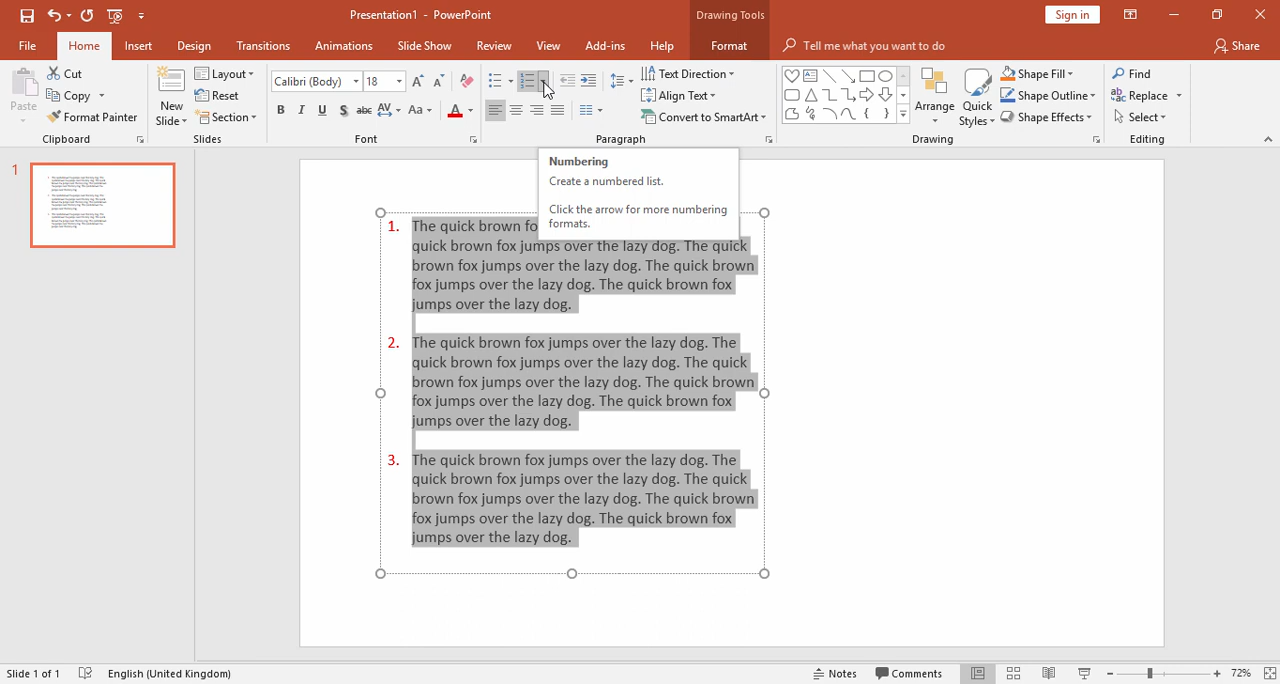 Presentation1 - PowerPoint
Drawing Tools
Sign in
File Home Insert Design Transitions Animations Slide Show Review View Add-ins Help Format Tell me what you want to do Share
Paste
Cut
Copy
Format Painter
Clipboard
New Slide
Layout
Reset
Section
Slides
Calibri (Body) 18
B I U S abc AV Aa A
Font
Text Direction
Align Text
Convert to SmartArt
Paragraph
Arrange
Quick Styles
Shape Fill
Shape Outline
Shape Effects
Drawing
Find
Replace
Select
Editing
Numbering
Create a numbered list.
Click the arrow for more numbering
formats.
1
1. The quick brown fo
quick brown fox jumps over the lazy dog. The quick
brown fox jumps over the lazy dog. The quick brown
fox jumps over the lazy dog. The quick brown fox
jumps over the lazy dog.
2. The quick brown fox jumps over the lazy dog. The
quick brown fox jumps over the lazy dog. The quick
brown fox jumps over the lazy dog. The quick brown
fox jumps over the lazy dog. The quick brown fox
jumps over the lazy dog.
3. The quick brown fox jumps over the lazy dog. The
quick brown fox jumps over the lazy dog. The quick
brown fox jumps over the lazy dog. The quick brown
fox jumps over the lazy dog. The quick brown fox
jumps over the lazy dog.
Slide 1 of 1 English (United Kingdom) Notes Comments 72%